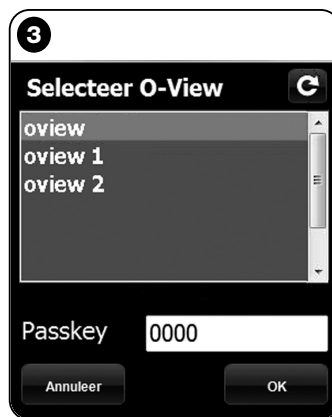 3
Selecteer O-View
oview
oview 1
oview 2
Passkey 0000
Annuleer OK